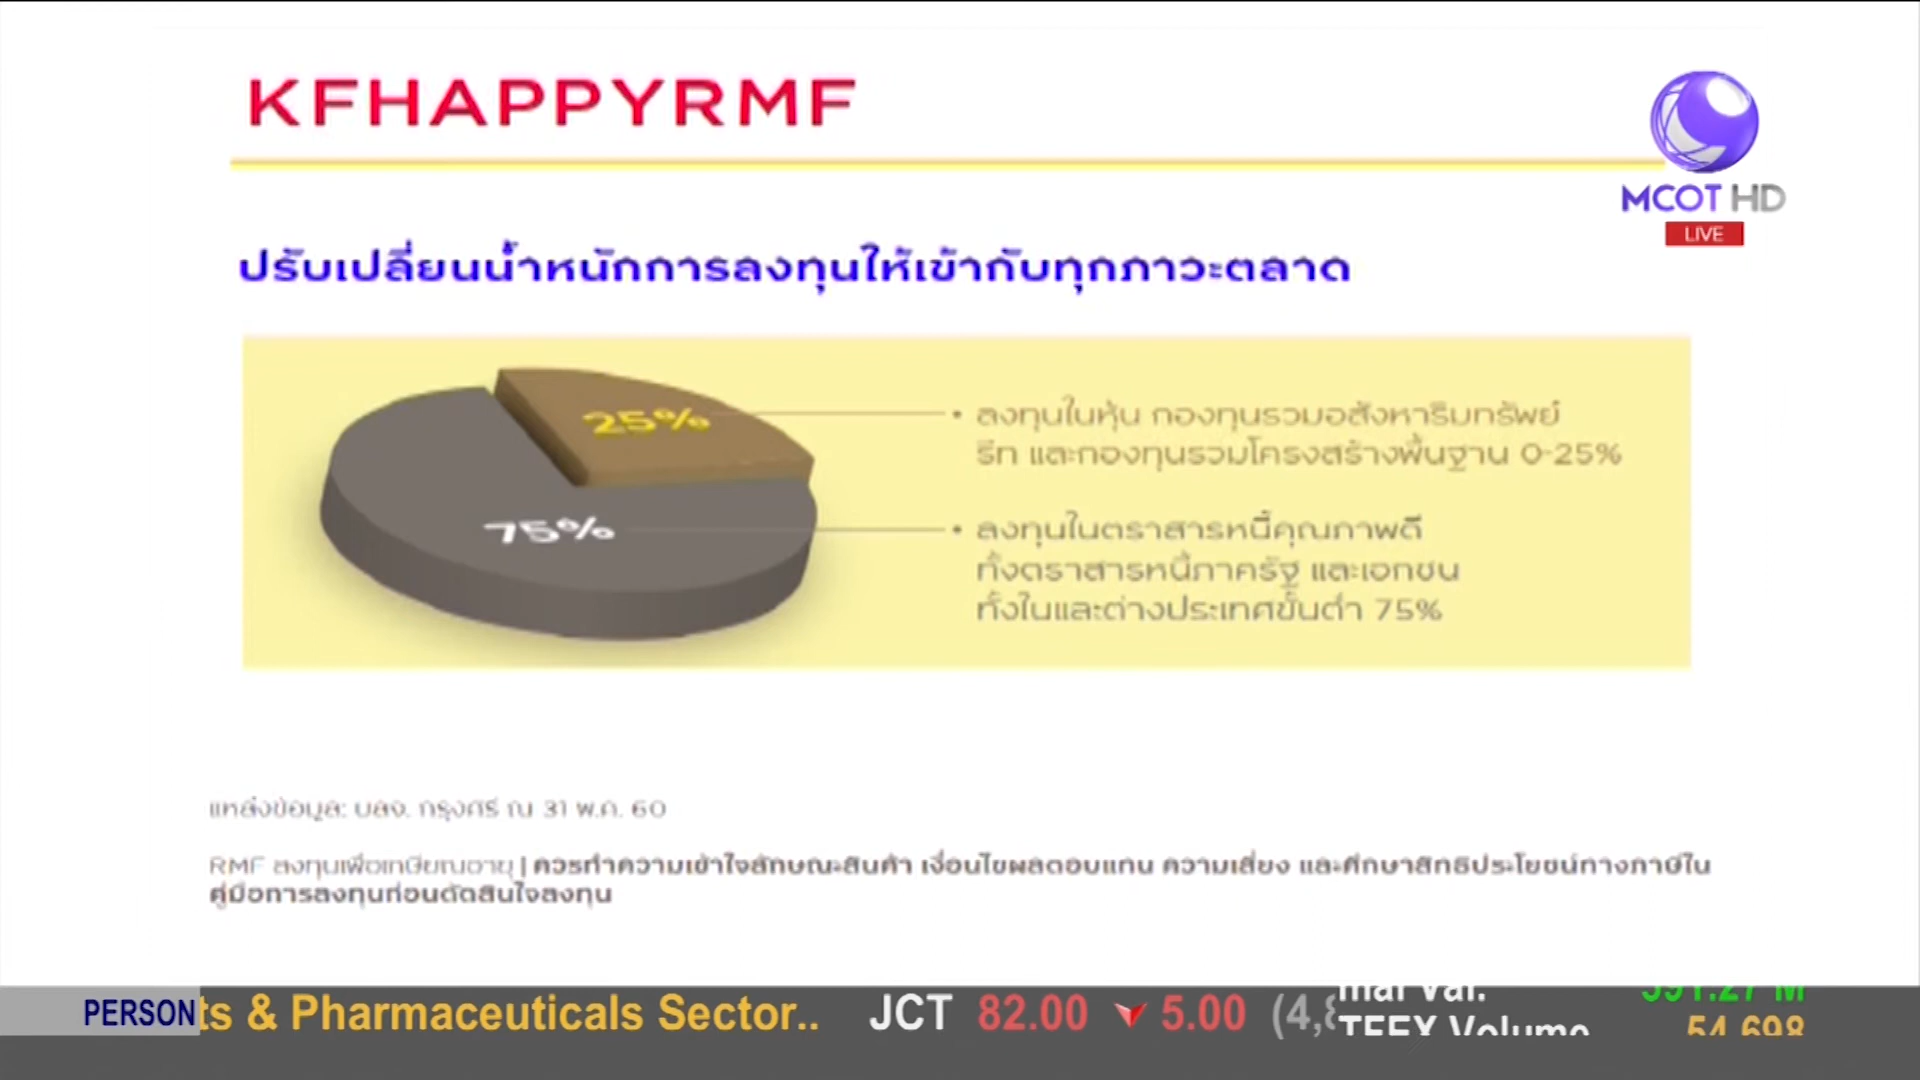 KFHAPPYRMF
MCOT HD
LIVE
ปรับเปลี่ยนน้ำหนักการลงทุนให้เข้ากับทุกภาวะตลาด
25%
• ลงทุนในหุ้น กองทุนรวมอสังหาริมทรัพย์
รีท และกองทุนรวมโครงสร้างพื้นฐาน 0-25%
75%
• ลงทุนในตราสารหนี้คุณภาพดี
ทั้งตราสารหนี้ภาครัฐ และเอกชน
ทั้งในและต่างประเทศขั้นต่ำ 75%
แหล่งข้อมูล: บลจ. กรุงศรี ณ 31 พ.ค. 60
RMF ลงทุนเพื่อเกษียณอายุ | ควรทำความเข้าใจลักษณะสินค้า เงื่อนไขผลตอบแทน ความเสี่ยง และศึกษาสิทธิประโยชน์ทางภาษีใน
คู่มือการลงทุนก่อนตัดสินใจลงทุน
PERSON ts & Pharmaceuticals Sector.. JCT 82.00 5.00 (4,8
mai Val. 591.27 M
TFEX Volume 54,698